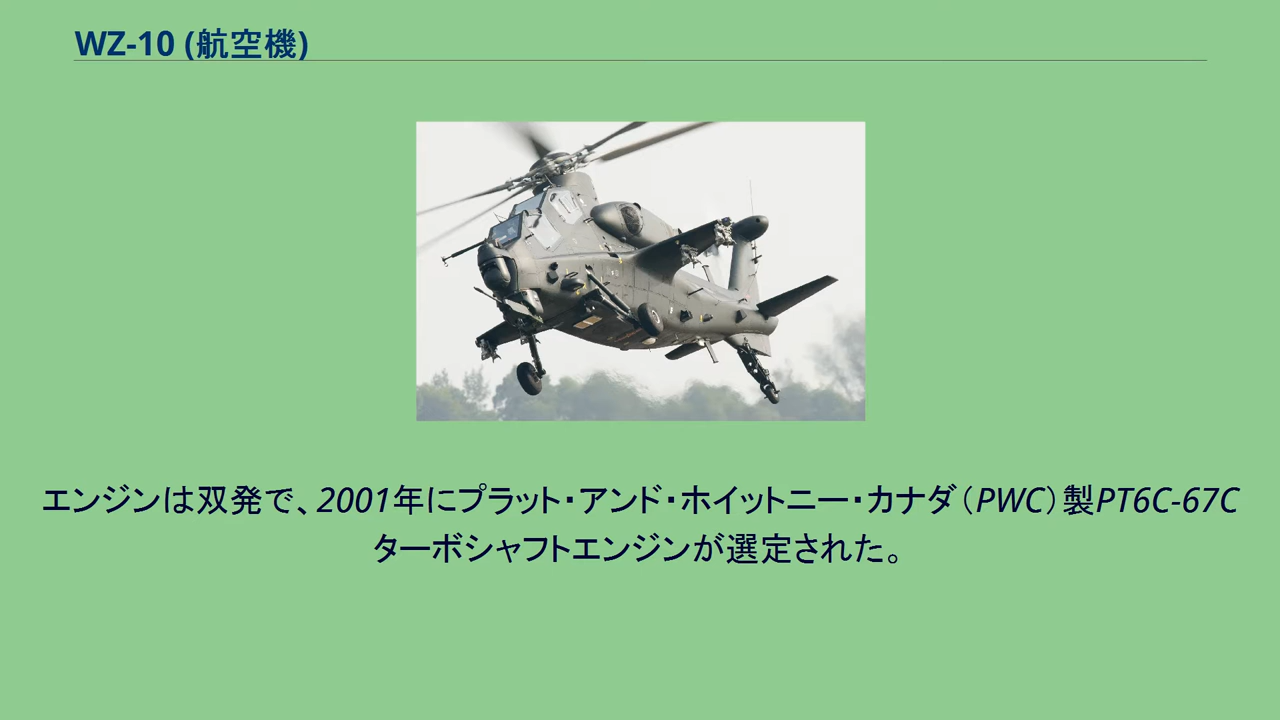 WZ-10 (航空機)
エンジンは双発で、2001年にプラット・アンド・ホイットニー・カナダ（PWC）製PT6C-67C
ターボシャフトエンジンが選定された。